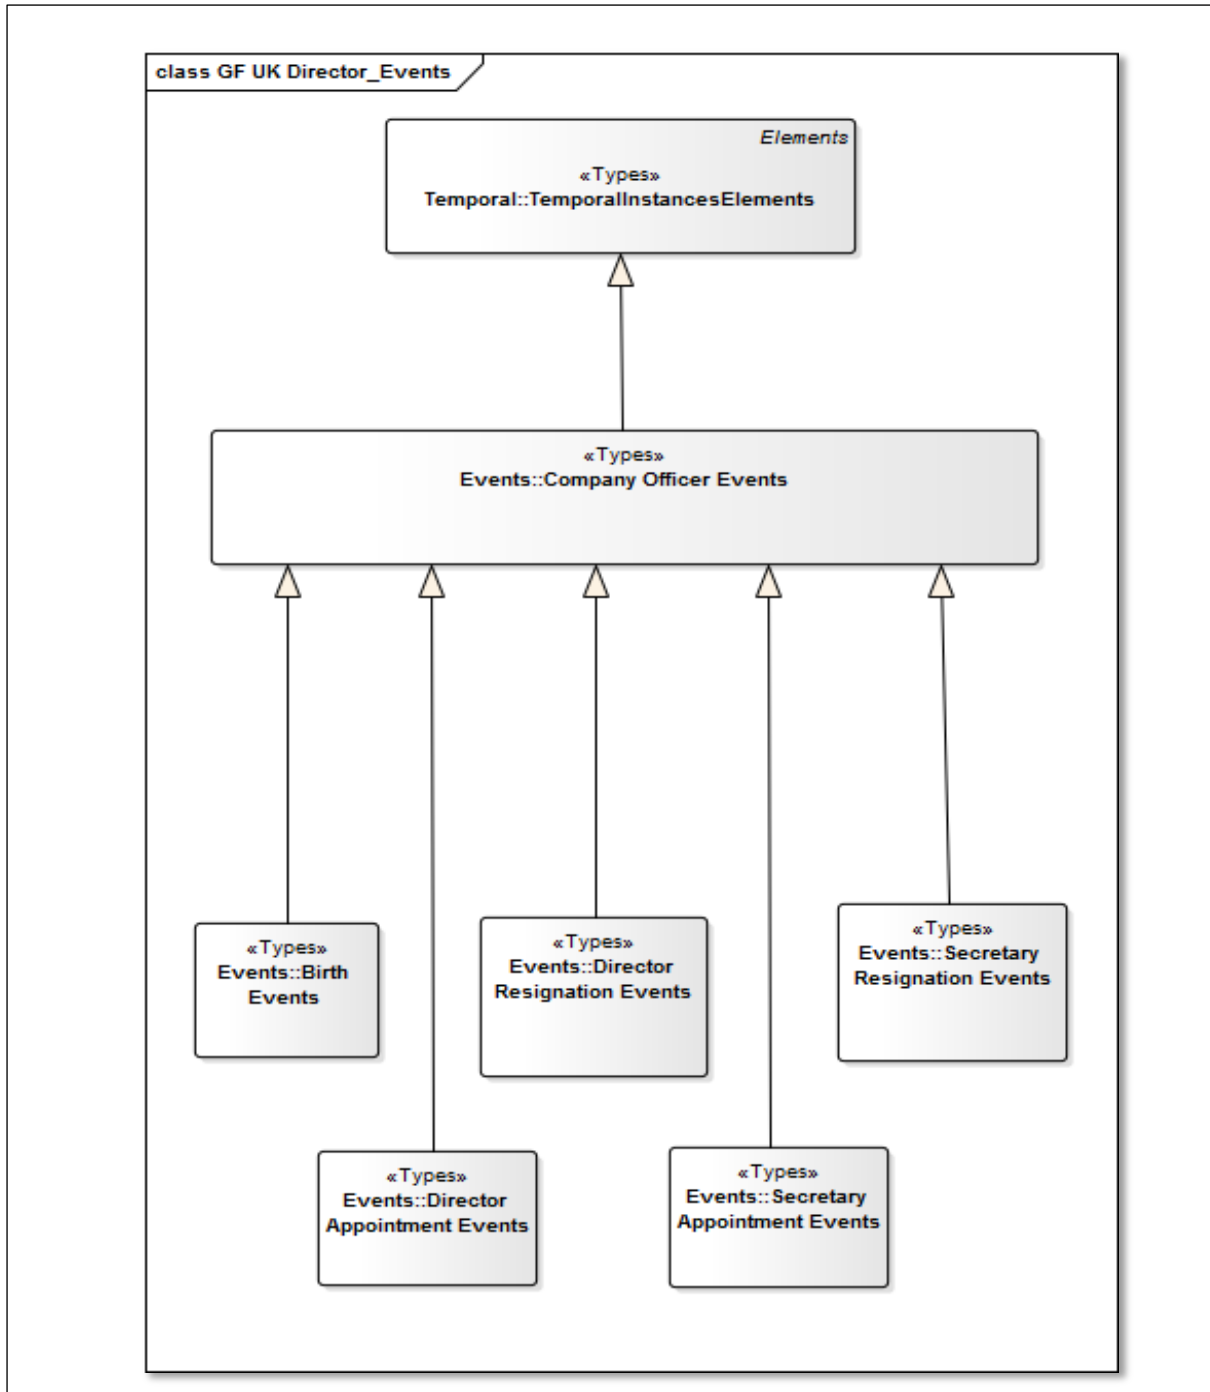 class GF UK Director_Events
Elements
«Types»
Temporal::TemporalInstancesElements
«Types»
Events::Company Officer Events
«Types»
Events::Birth
Events
«Types»
Events::Director
Resignation Events
«Types»
Events::Secretary
Resignation Events
«Types»
Events::Director
Appointment Events
«Types»
Events::Secretary
Appointment Events